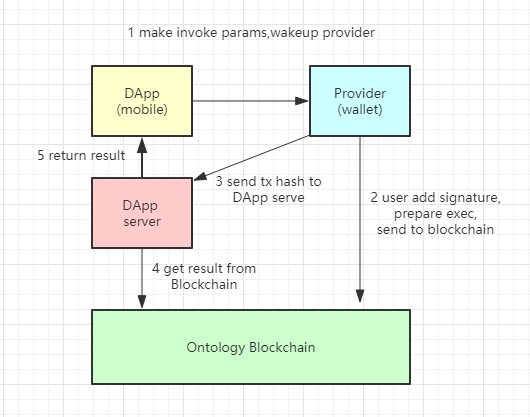 1 make invoke params,wakeup provider
DApp
(mobile)
Provider
(wallet)
5 return result
3 send tx hash to
DApp serve
2 user add signature,
prepare exec,
send to blockchain
DApp
server
4 get result from
Blockchain
Ontology Blockchain